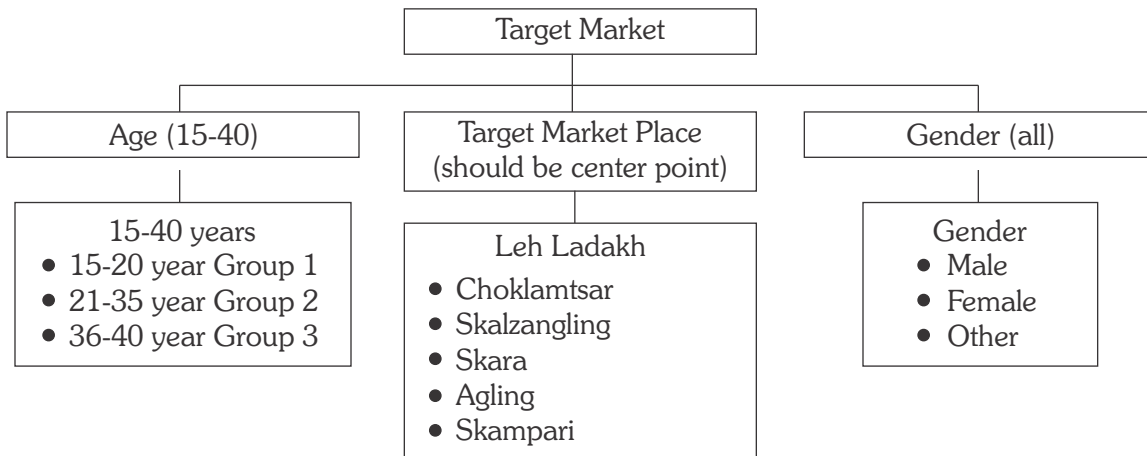 Target Market
Age (15-40)
Target Market Place
(should be center point)
Gender (all)
15-40 years
● 15-20 year Group 1
● 21-35 year Group 2
● 36-40 year Group 3
Leh Ladakh
● Choklamtsar
● Skalzangling
● Skara
● Agling
● Skampari
Gender
● Male
● Female
● Other